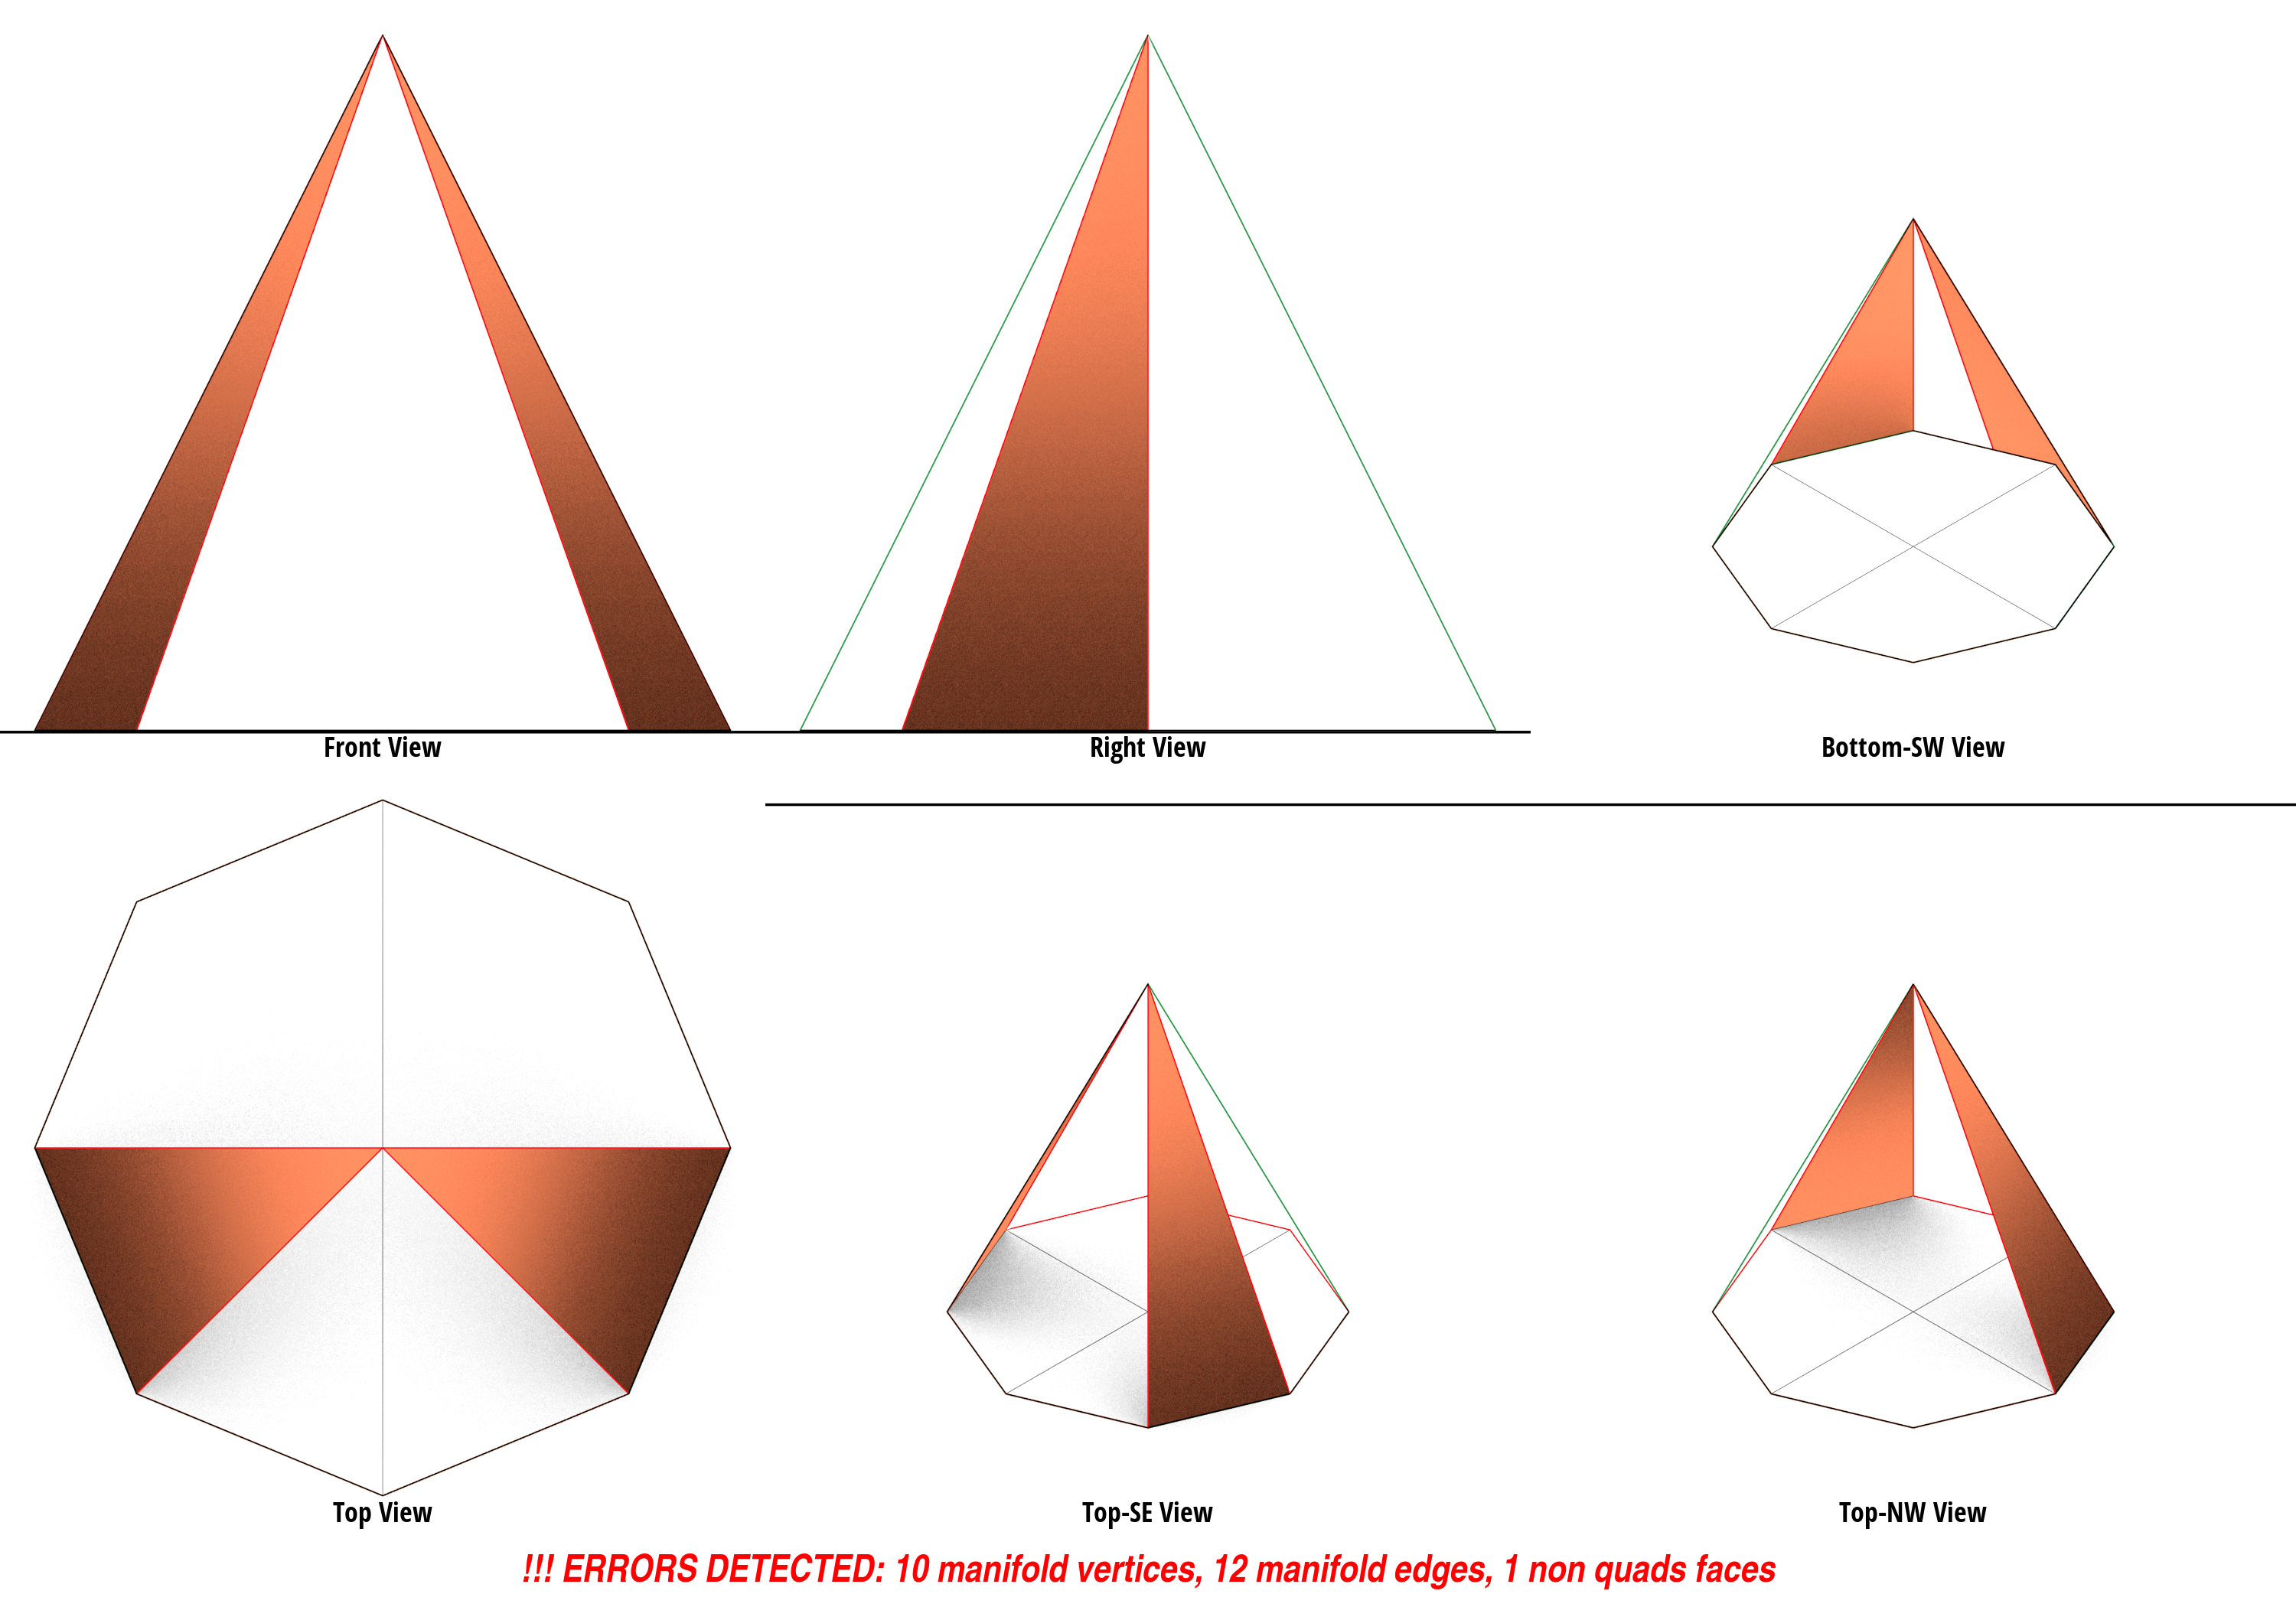 Front View
Right View
Bottom-SW View
Top View
Top-SE View
Top-NW View
!!! ERRORS DETECTED: 10 manifold vertices, 12 manifold edges, 1 non quads faces